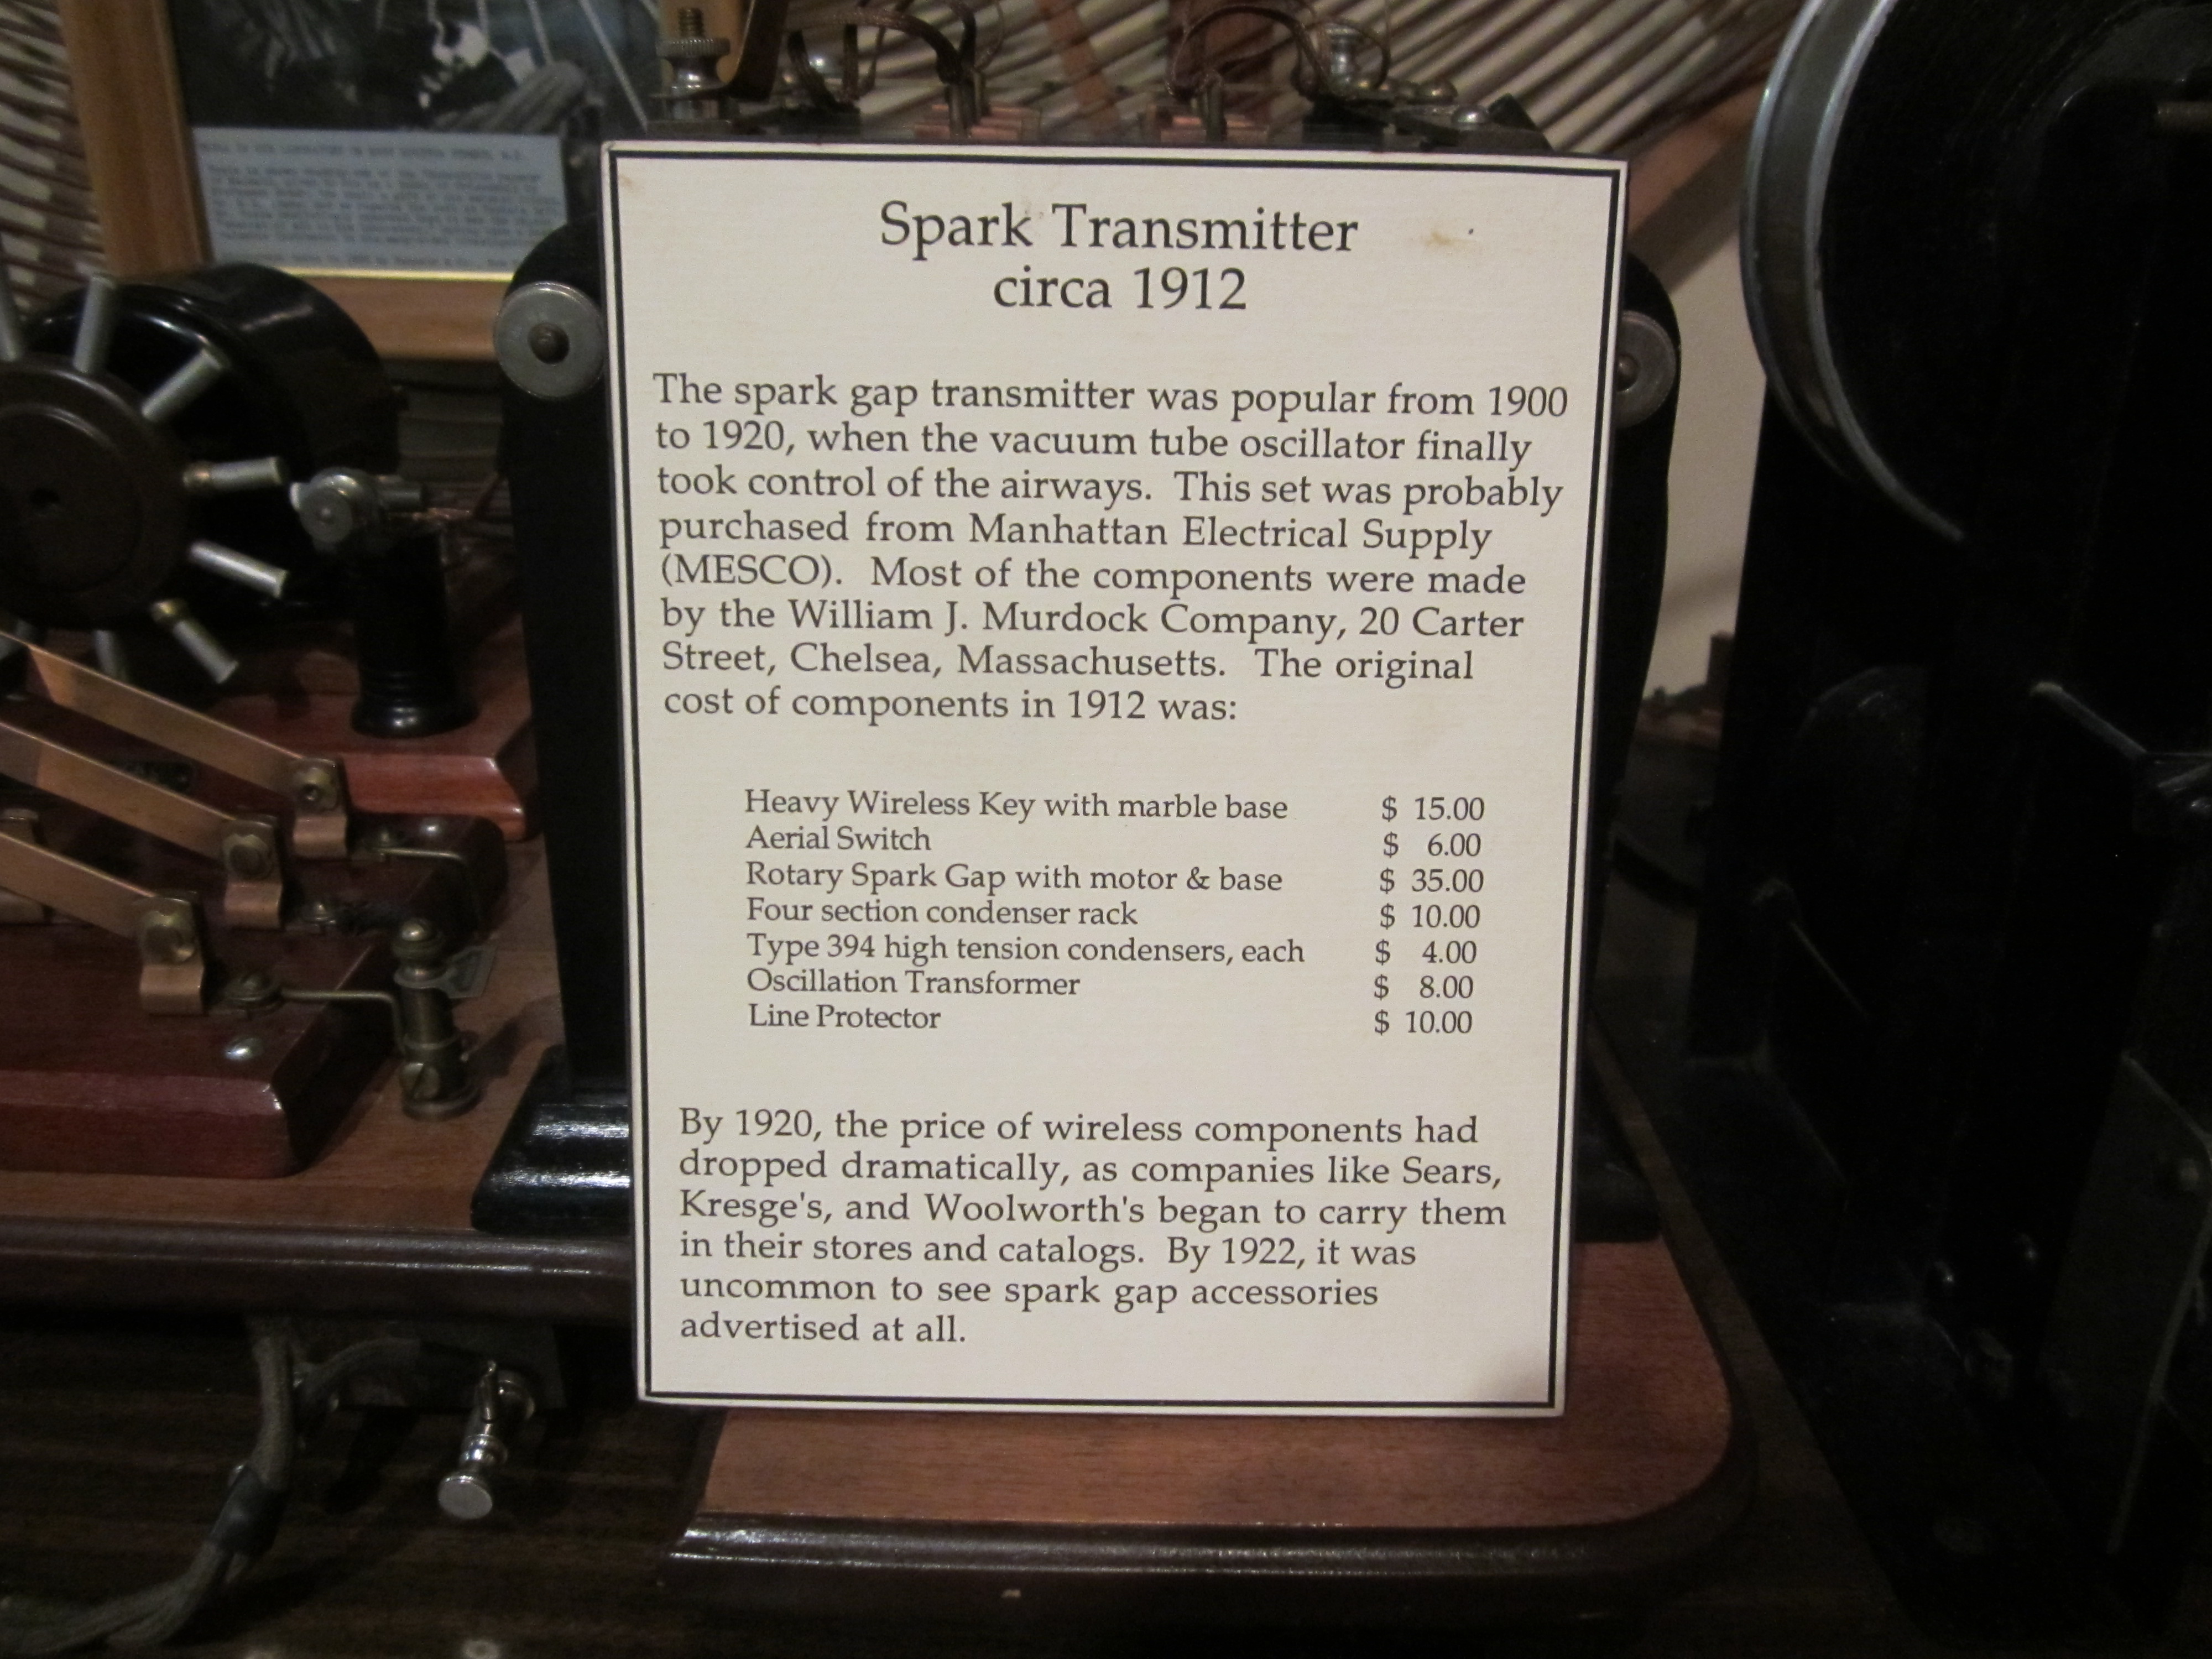 Spark Transmitter
circa 1912
The spark gap transmitter was popular from 1900
to 1920, when the vacuum tube oscillator finally
took control of the airways. This set was probably
purchased from Manhattan Electrical Supply
(MESCO). Most of the components were made
by the William J. Murdock Company, 20 Carter
Street, Chelsea, Massachusetts. The original
cost of components in 1912 was:
Heavy Wireless Key with marble base $ 15.00
Aerial Switch $ 6.00
Rotary Spark Gap with motor & base $ 35.00
Four section condenser rack $ 10.00
Type 394 high tension condensers, each $ 4.00
Oscillation Transformer $ 8.00
Line Protector $ 10.00
By 1920, the price of wireless components had
dropped dramatically, as companies like Sears,
Kresge's, and Woolworth's began to carry them
in their stores and catalogs. By 1922, it was
uncommon to see spark gap accessories
advertised at all.